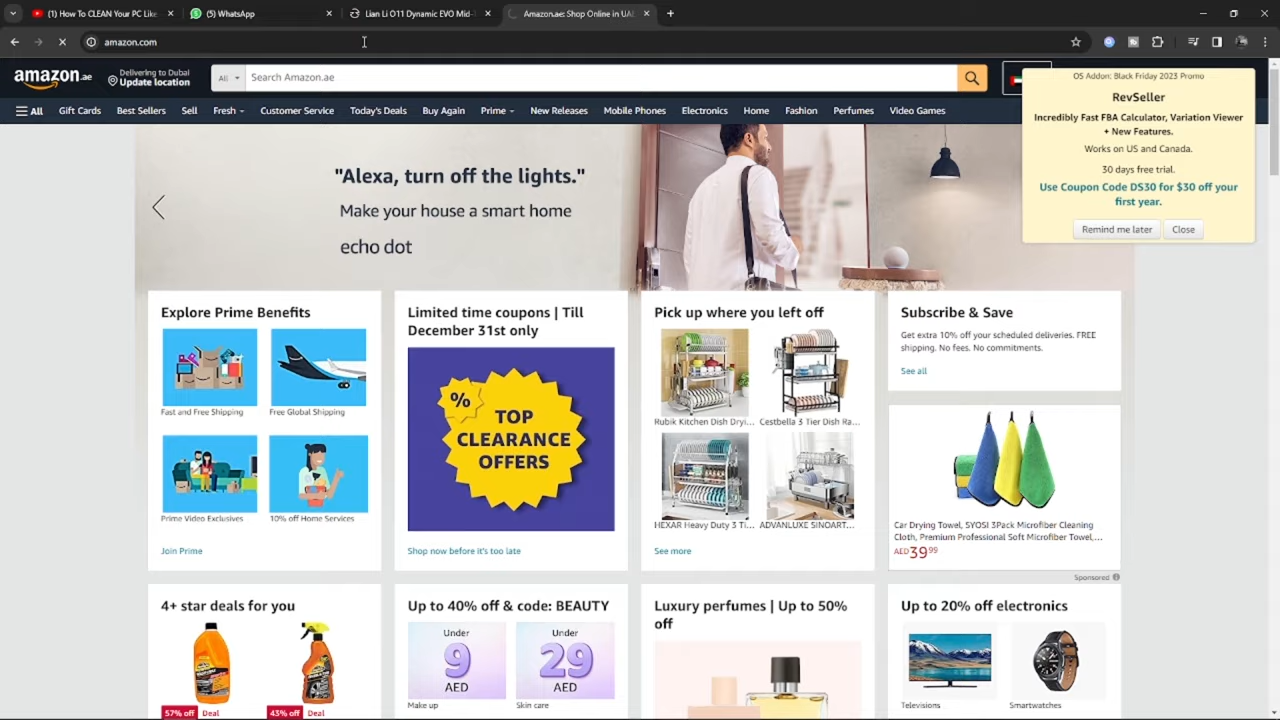 (1) How To Clean Your PC Like
(5) WhatsApp
Lian Li O11 Dynamic EVO Mid-
Amazon.ae: Shop Online in UAE
amazon.com
amazon.ae
Delivering to Dubai
Update location
All
Search Amazon.ae
All
Gift Cards
Best Sellers
Sell
Fresh
Customer Service
Today's Deals
Buy Again
Prime
New Releases
Mobile Phones
Electronics
Home
Fashion
Perfumes
Video Games
OS Addon: Black Friday 2023 Promo
RevSeller
Incredibly Fast FBA Calculator, Variation Viewer
+ New Features.
Works on US and Canada.
30 days free trial.
Use Coupon Code DS30 for $30 off your
first year.
Remind me later
Close
"Alexa, turn off the lights."
Make your house a smart home
echo dot
Explore Prime Benefits
Fast and Free Shipping
Free Global Shipping
Prime Video Exclusives
10% off Home Services
Join Prime
Limited time coupons | Till
December 31st only
%
TOP
CLEARANCE
OFFERS
Shop now before it's too late
Pick up where you left off
Rubik Kitchen Dish Dryi...
Cestbella 3 Tier Dish Ra...
HEXAR Heavy Duty 3 Ti...
ADVANLUXE SINOART...
See more
Subscribe & Save
Get extra 10% off your scheduled deliveries. FREE
shipping. No fees. No commitments.
See all
Car Drying Towel, SYOSI 3Pack Microfiber Cleaning
Cloth, Premium Professional Soft Microfiber Towel,...
AED39⁹⁹
Sponsored
4+ star deals for you
57% off Deal
43% off Deal
Up to 40% off & code: BEAUTY
Under
9
AED
Make up
Under
29
AED
Skin care
Luxury perfumes | Up to 50%
off
Up to 20% off electronics
Televisions
Smartwatches